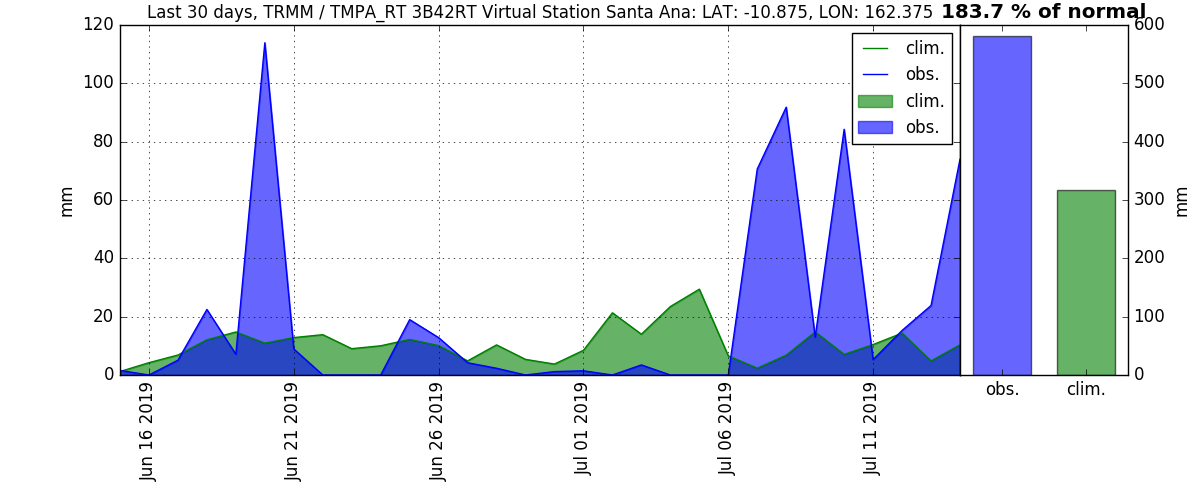 Last 30 days, TRMM / TMPA_RT 3B42RT Virtual Station Santa Ana: LAT: -10.875, LON: 162.375 183.7 % of normal
120
100
80
60
40
20
0
mm
clim.
obs.
clim.
obs.
600
500
400
300
200
100
0
mm
Jun 16 2019
Jun 21 2019
Jun 26 2019
Jul 01 2019
Jul 06 2019
Jul 11 2019
obs.
clim.